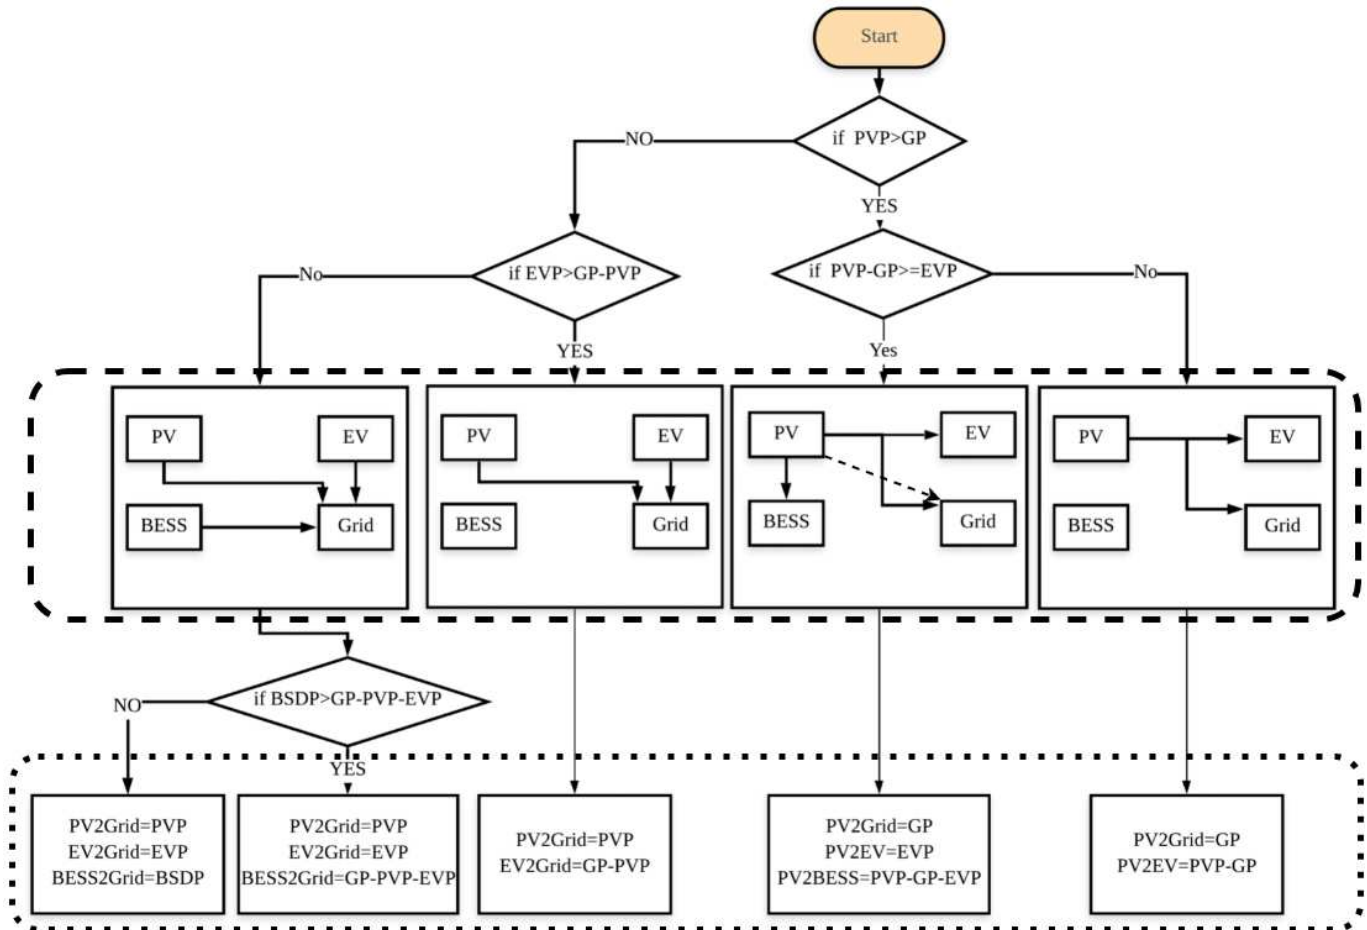 Start
if PVP>GP
NO
YES
if EVP>GP-PVP
if PVP-GP>=EVP
No
No
YES
Yes
PV
EV
BESS
Grid
PV
EV
BESS
Grid
PV
EV
BESS
Grid
PV
EV
BESS
Grid
if BSDP>GP-PVP-EVP
NO
YES
PV2Grid=PVP
EV2Grid=EVP
BESS2Grid=BSDP
PV2Grid=PVP
EV2Grid=EVP
BESS2Grid=GP-PVP-EVP
PV2Grid=PVP
EV2Grid=GP-PVP
PV2Grid=GP
PV2EV=EVP
PV2BESS=PVP-GP-EVP
PV2Grid=GP
PV2EV=PVP-GP